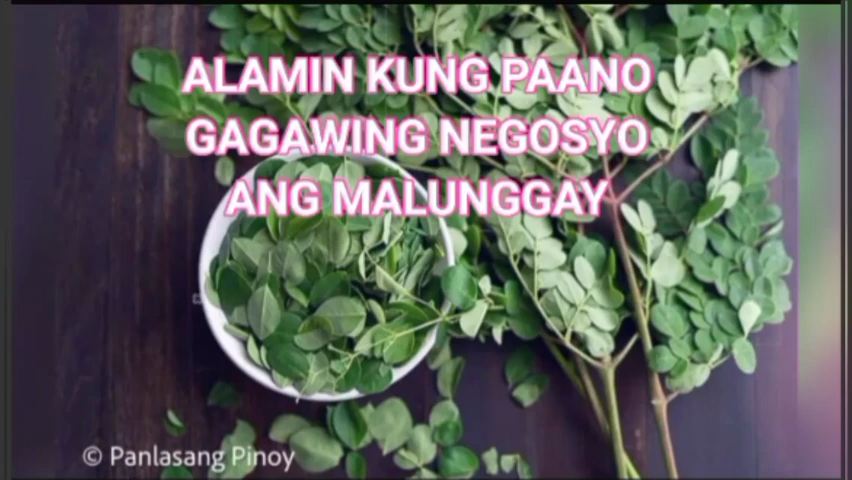 ALAMIN KUNG PAANO
GAGAWING NEGOSYO
ANG MALUNGGAY
© Panlasang Pinoy